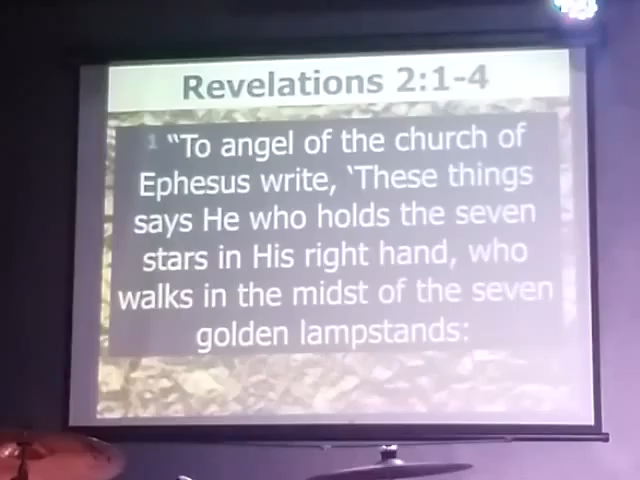 Revelations 2:1-4
1 "To angel of the church of
Ephesus write, 'These things
says He who holds the seven
stars in His right hand, who
walks in the midst of the seven
golden lampstands: